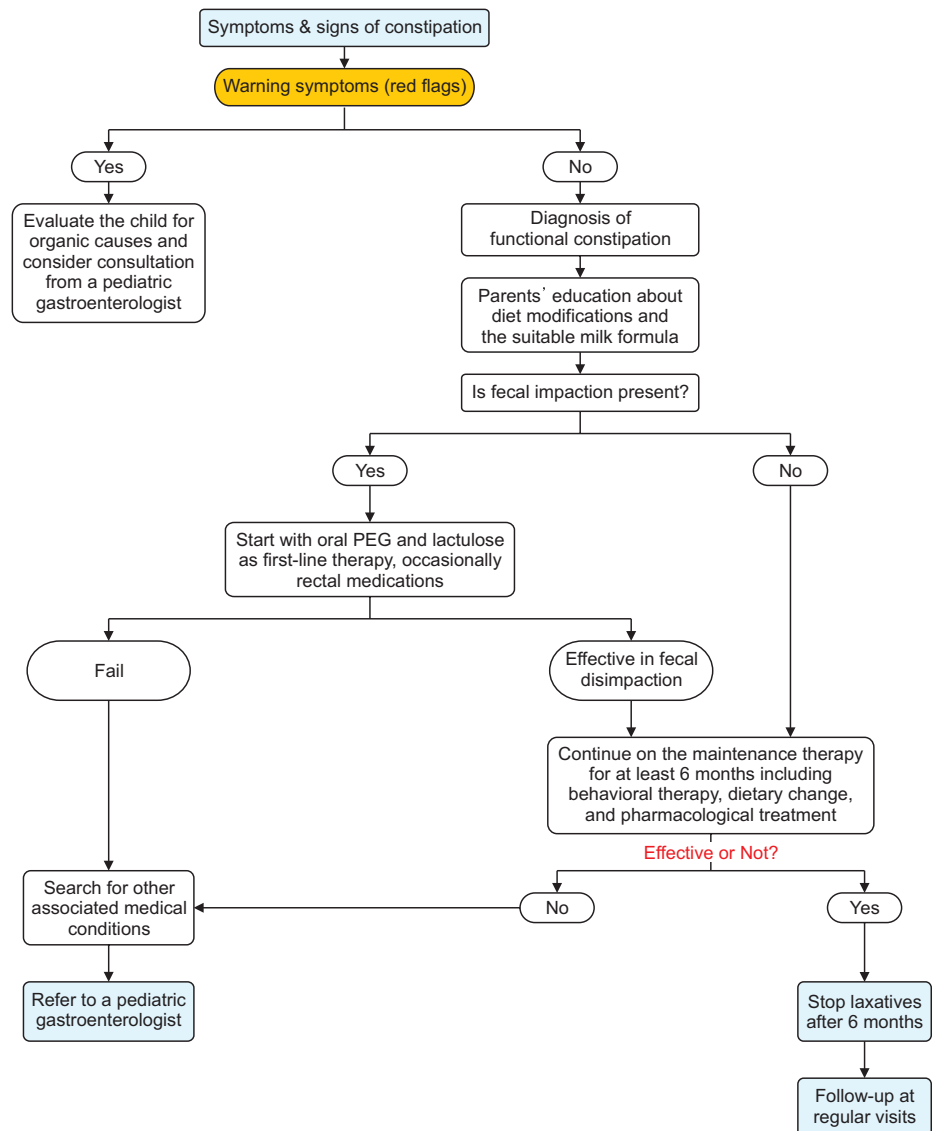 Symptoms & signs of constipation
Warning symptoms (red flags)
Yes
No
Evaluate the child for
organic causes and
consider consultation
from a pediatric
gastroenterologist
Diagnosis of
functional constipation
Parents’ education about
diet modifications and
the suitable milk formula
Is fecal impaction present?
Yes
No
Start with oral PEG and lactulose
as first-line therapy, occasionally
rectal medications
Fail
Effective in fecal
disimpaction
Continue on the maintenance therapy
for at least 6 months including
behavioral therapy, dietary change,
and pharmacological treatment
Effective or Not?
Search for other
associated medical
conditions
No
Yes
Refer to a pediatric
gastroenterologist
Stop laxatives
after 6 months
Follow-up at
regular visits